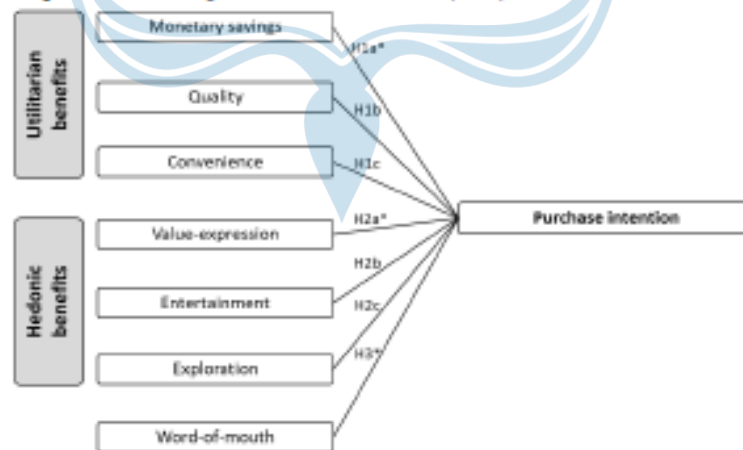 Utilitarian
benefits
Monetary savings
H1a*
Quality
H1b
Convenience
H1c
Purchase intention
Hedonic
benefits
Value-expression
H2a*
Entertainment
H2b
Exploration
H2c
Word-of-mouth
H3*